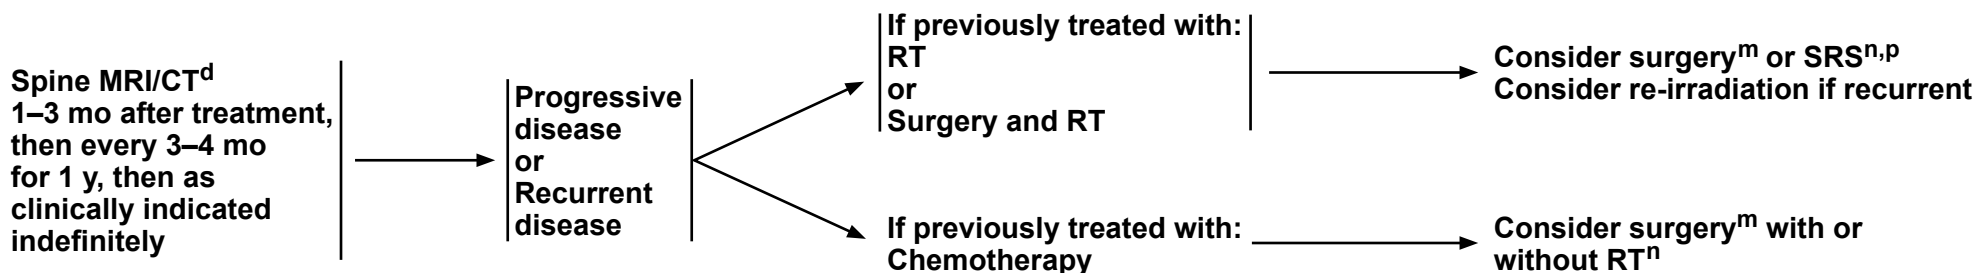 Spine MRI/CTd
1–3 mo after treatment,
then every 3–4 mo
for 1 y, then as
clinically indicated
indefinitely
Progressive
disease
or
Recurrent
disease
If previously treated with:
RT
or
Surgery and RT
Consider surgerym or SRSn,p
Consider re-irradiation if recurrent
If previously treated with:
Chemotherapy
Consider surgerym with or
without RTn